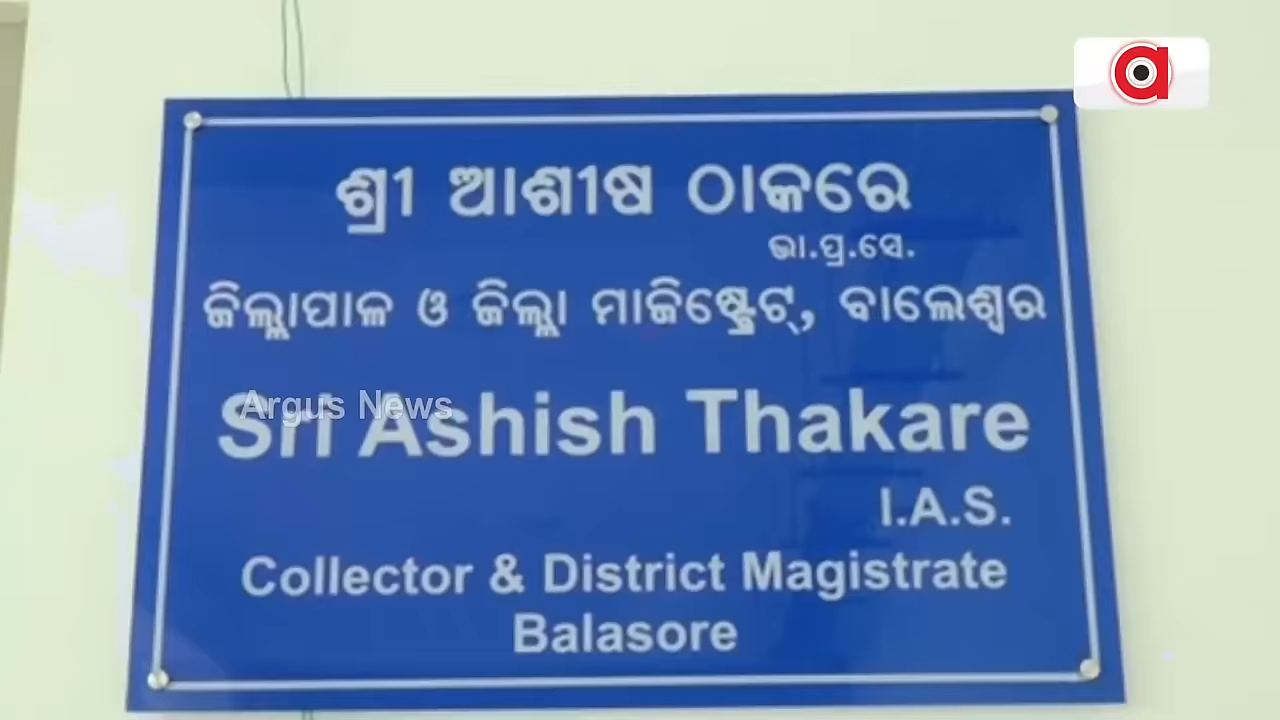 ଶ୍ରୀ ଆଶୀଷ ଠାକରେ
ଭା.ପ୍ର.ସେ.
ଜିଲ୍ଲାପାଳ ଓ ଜିଲ୍ଲା ମାଜିଷ୍ଟ୍ରେଟ୍, ବାଲେଶ୍ୱର
Argus News
Sri Ashish Thakare
I.A.S.
Collector & District Magistrate
Balasore